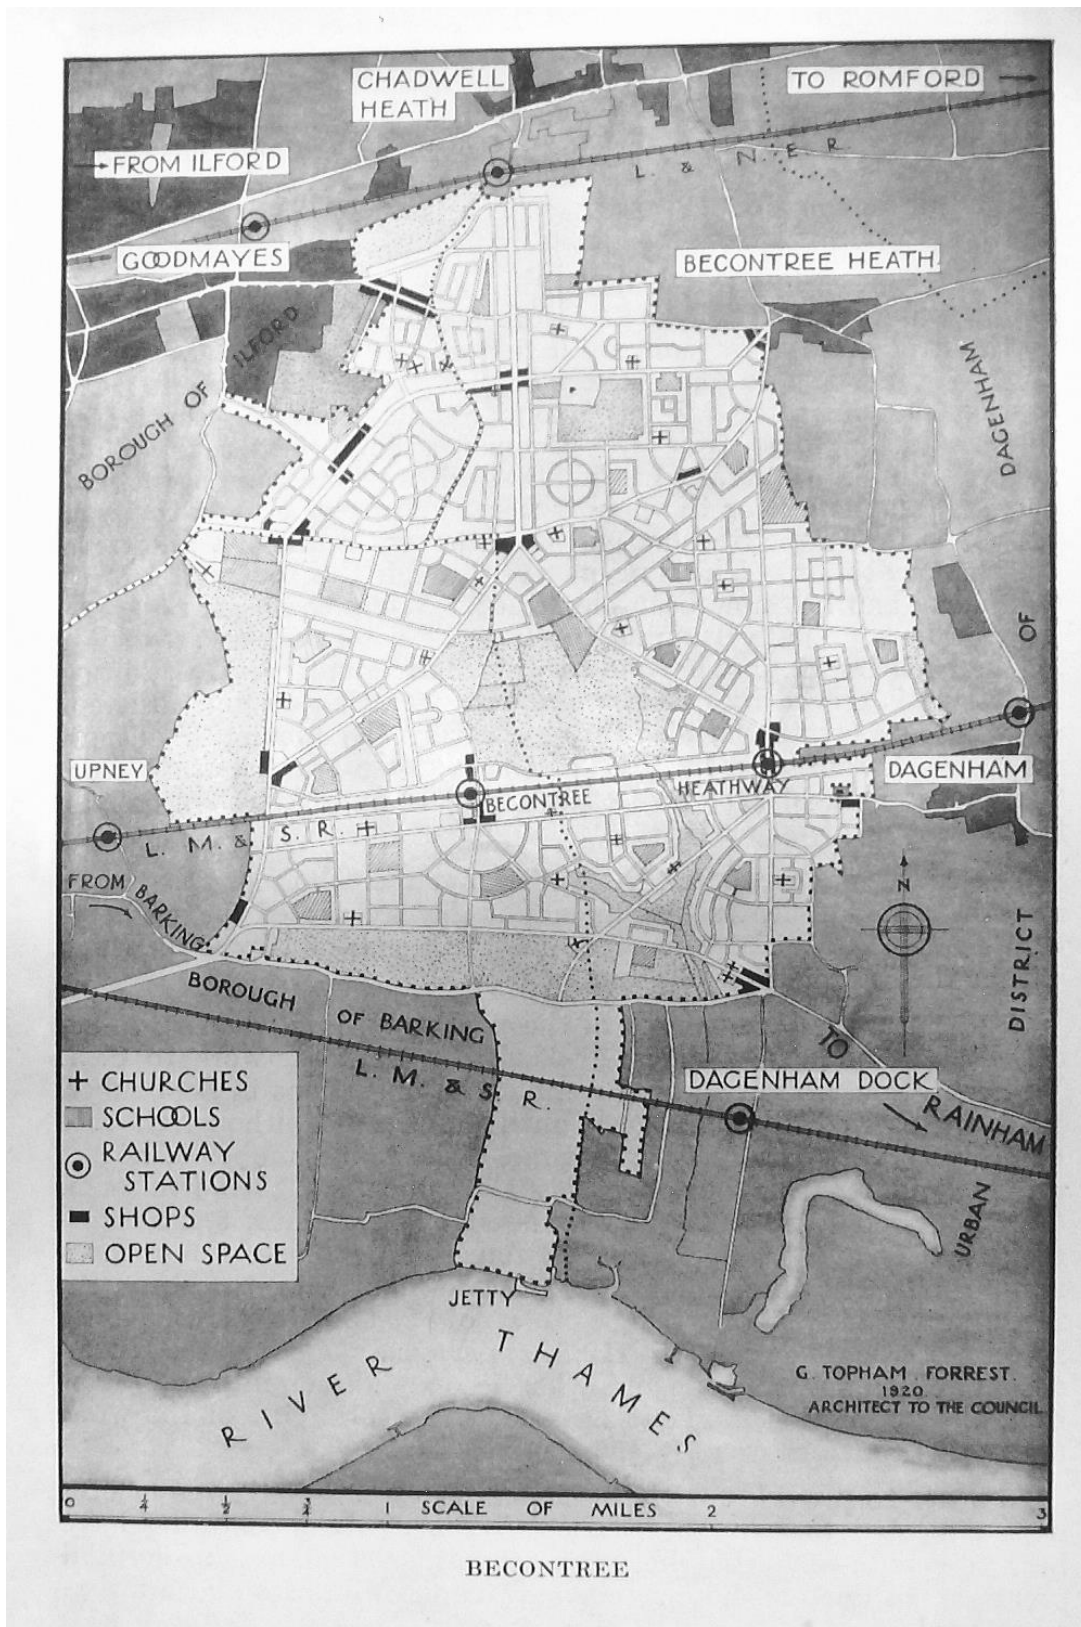 CHADWELL
HEATH
TO ROMFORD
FROM ILFORD
L. & N. E. R.
GOODMAYES
BECONTREE HEATH.
BOROUGH OF ILFORD
DAGENHAM
OF
UPNEY
BECONTREE
HEATHWAY
DAGENHAM
L. M. & S. R.
FROM BARKING
N
DISTRICT
BOROUGH OF BARKING
TO
L. M. & S. R.
DAGENHAM DOCK.
RAINHAM
+ CHURCHES
SCHOOLS
RAILWAY
STATIONS
SHOPS
OPEN SPACE
URBAN
JETTY
RIVER THAMES
G. TOPHAM. FORREST.
1920.
ARCHITECT TO THE COUNCIL
0 ¼ ½ ¾ 1 SCALE OF MILES 2 3
BECONTREE